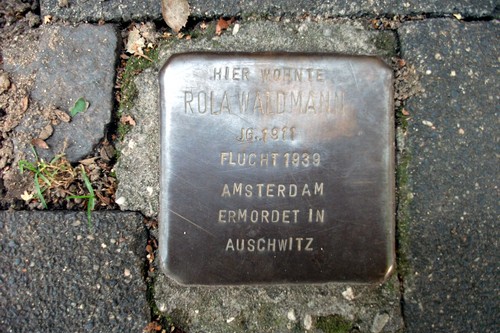 HIER WOHNTE
ROLA WALDMANN
JG. 1911
FLUCHT 1939
AMSTERDAM
ERMORDET IN
AUSCHWITZ